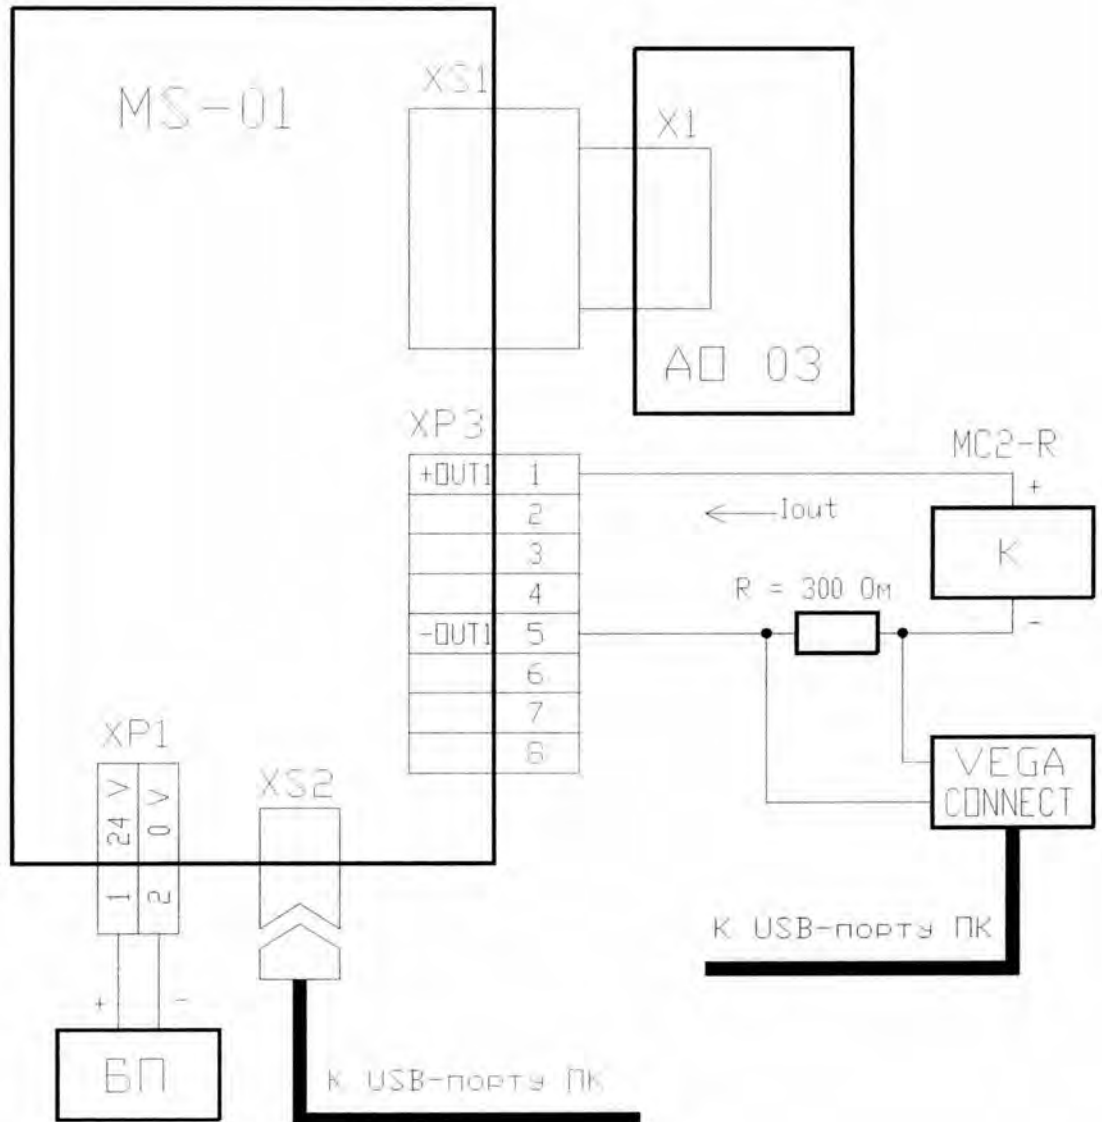 MS-01
XS1
X1
AO 03
XP3
+OUT1 1
2
3
4
-OUT1 5
6
7
8
MC2-R
+
К
-
Iout
R = 300 Ом
VEGA
CONNECT
К USB-порту ПК
XP1
1 24 V
2 0 V
XS2
+ -
БП
К USB-порту ПК